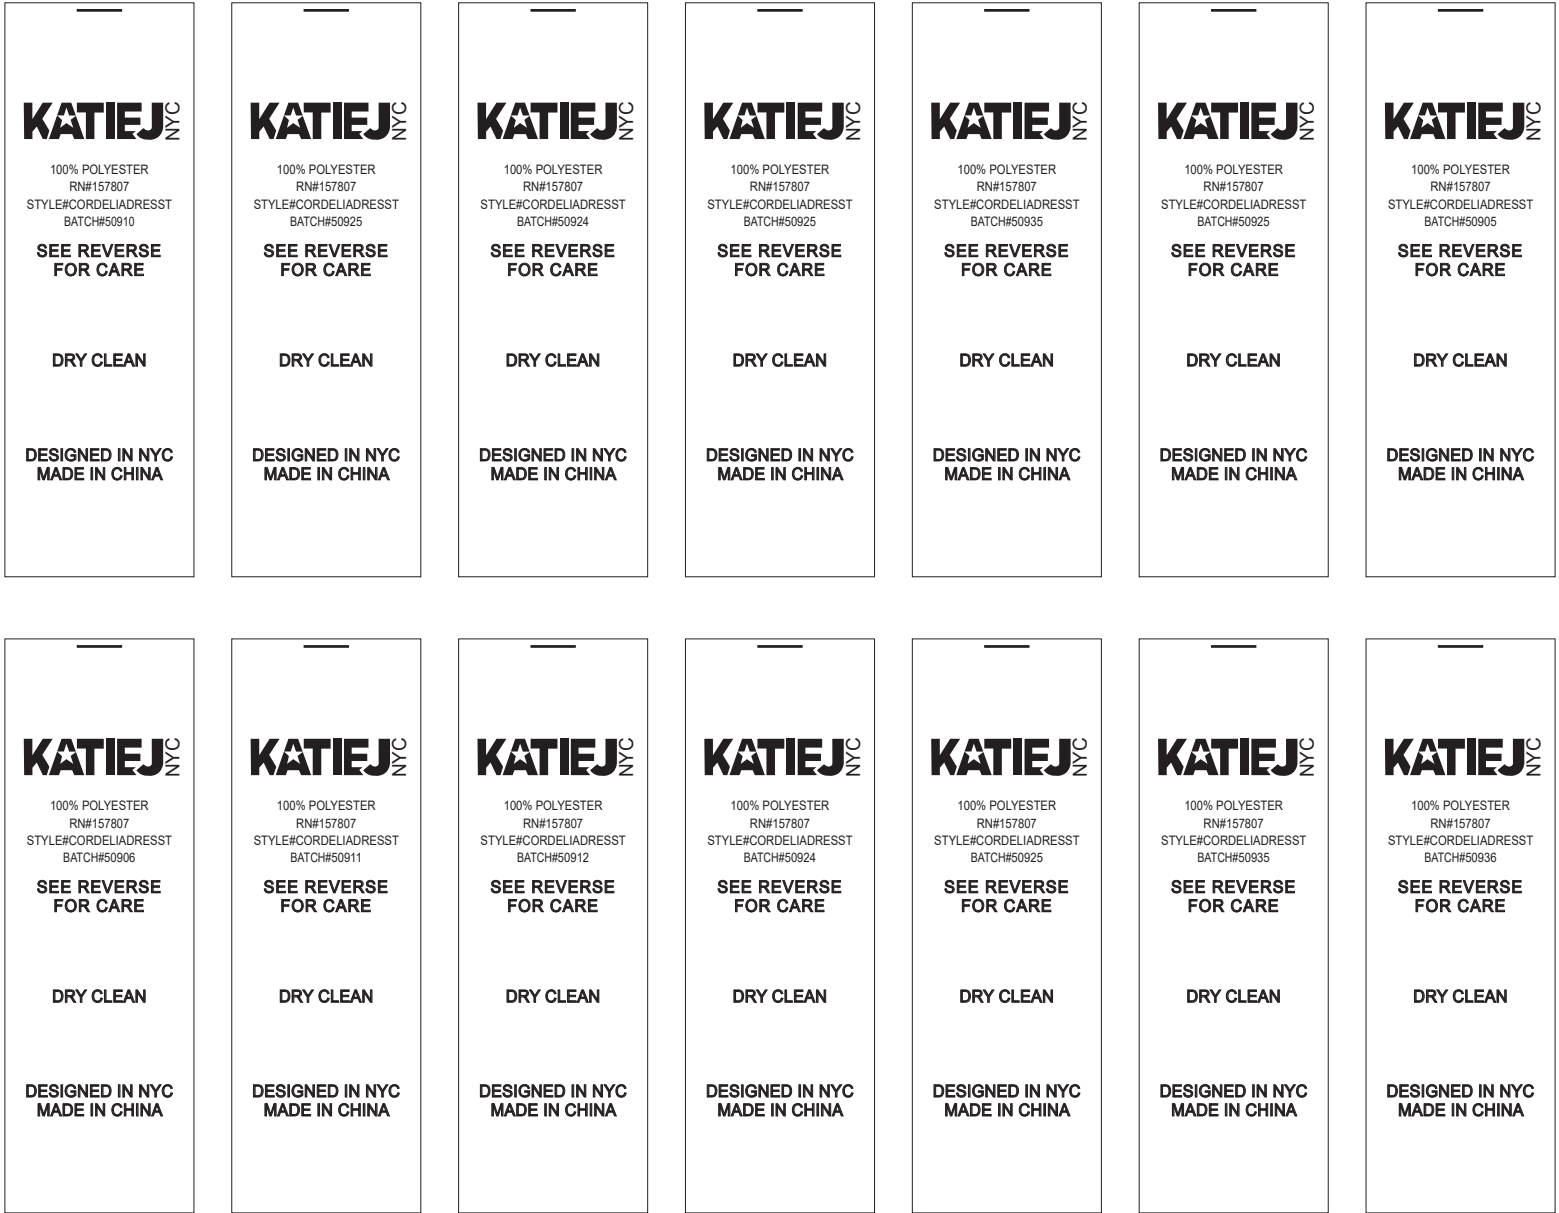 KATIEJ NYC
100% POLYESTER
RN#157807
STYLE#CORDELIADRESST
BATCH#50910
SEE REVERSE
FOR CARE
DRY CLEAN
DESIGNED IN NYC
MADE IN CHINA
KATIEJ NYC
100% POLYESTER
RN#157807
STYLE#CORDELIADRESST
BATCH#50925
SEE REVERSE
FOR CARE
DRY CLEAN
DESIGNED IN NYC
MADE IN CHINA
KATIEJ NYC
100% POLYESTER
RN#157807
STYLE#CORDELIADRESST
BATCH#50924
SEE REVERSE
FOR CARE
DRY CLEAN
DESIGNED IN NYC
MADE IN CHINA
KATIEJ NYC
100% POLYESTER
RN#157807
STYLE#CORDELIADRESST
BATCH#50925
SEE REVERSE
FOR CARE
DRY CLEAN
DESIGNED IN NYC
MADE IN CHINA
KATIEJ NYC
100% POLYESTER
RN#157807
STYLE#CORDELIADRESST
BATCH#50935
SEE REVERSE
FOR CARE
DRY CLEAN
DESIGNED IN NYC
MADE IN CHINA
KATIEJ NYC
100% POLYESTER
RN#157807
STYLE#CORDELIADRESST
BATCH#50925
SEE REVERSE
FOR CARE
DRY CLEAN
DESIGNED IN NYC
MADE IN CHINA
KATIEJ NYC
100% POLYESTER
RN#157807
STYLE#CORDELIADRESST
BATCH#50905
SEE REVERSE
FOR CARE
DRY CLEAN
DESIGNED IN NYC
MADE IN CHINA
KATIEJ NYC
100% POLYESTER
RN#157807
STYLE#CORDELIADRESST
BATCH#50906
SEE REVERSE
FOR CARE
DRY CLEAN
DESIGNED IN NYC
MADE IN CHINA
KATIEJ NYC
100% POLYESTER
RN#157807
STYLE#CORDELIADRESST
BATCH#50911
SEE REVERSE
FOR CARE
DRY CLEAN
DESIGNED IN NYC
MADE IN CHINA
KATIEJ NYC
100% POLYESTER
RN#157807
STYLE#CORDELIADRESST
BATCH#50912
SEE REVERSE
FOR CARE
DRY CLEAN
DESIGNED IN NYC
MADE IN CHINA
KATIEJ NYC
100% POLYESTER
RN#157807
STYLE#CORDELIADRESST
BATCH#50924
SEE REVERSE
FOR CARE
DRY CLEAN
DESIGNED IN NYC
MADE IN CHINA
KATIEJ NYC
100% POLYESTER
RN#157807
STYLE#CORDELIADRESST
BATCH#50925
SEE REVERSE
FOR CARE
DRY CLEAN
DESIGNED IN NYC
MADE IN CHINA
KATIEJ NYC
100% POLYESTER
RN#157807
STYLE#CORDELIADRESST
BATCH#50935
SEE REVERSE
FOR CARE
DRY CLEAN
DESIGNED IN NYC
MADE IN CHINA
KATIEJ NYC
100% POLYESTER
RN#157807
STYLE#CORDELIADRESST
BATCH#50936
SEE REVERSE
FOR CARE
DRY CLEAN
DESIGNED IN NYC
MADE IN CHINA